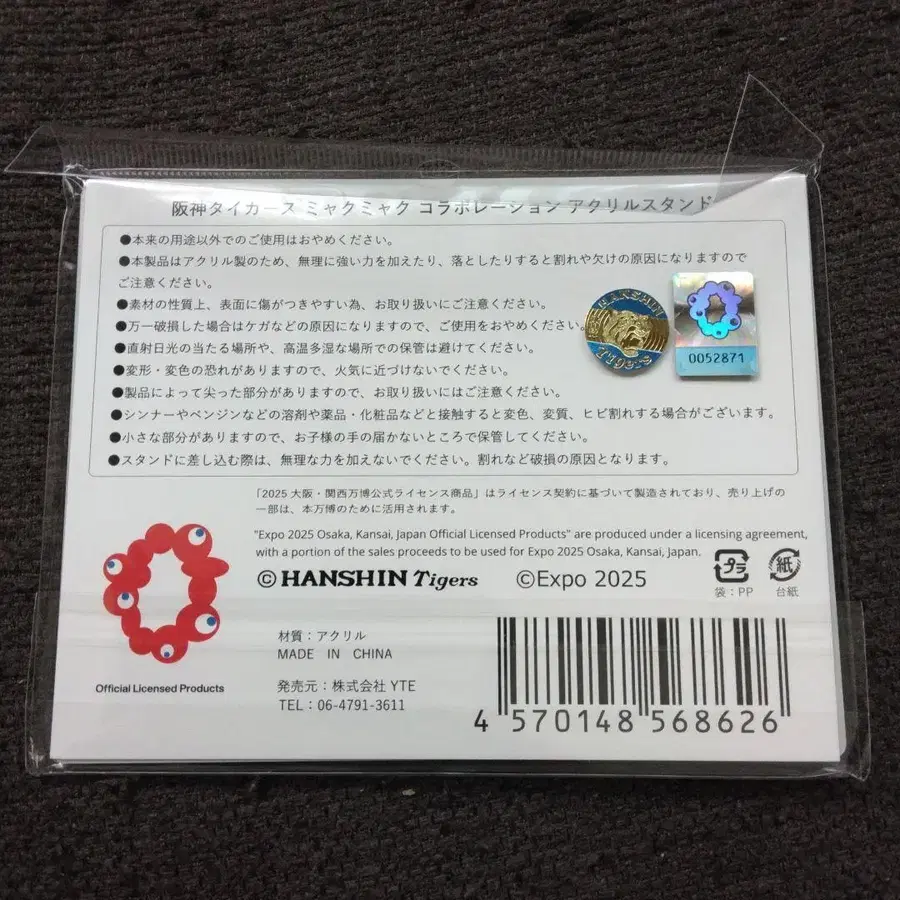 阪神タイガース ミャクミャク コラボレーション アクリルスタンド
●本来の用途以外でのご使用はおやめください。
●本製品はアクリル製のため、無理に強い力を加えたり、落としたりすると割れや欠けの原因になりますので
ご注意ください。
●素材の性質上、表面に傷がつきやすい為、お取り扱いにご注意ください。
●万一破損した場合はケガなどの原因になりますので、ご使用をおやめください。
●直射日光の当たる場所や、高温多湿な場所での保管は避けてください。
●変形・変色の恐れがありますので、火気に近づけないでください。
●製品によって尖った部分がありますので、お取り扱いにはご注意ください。
●シンナーやベンジンなどの溶剤や薬品・化粧品などと接触すると変色、変質、ヒビ割れする場合がございます。
●小さな部分がありますので、お子様の手の届かないところで保管してください。
●スタンドに差し込む際は、無理な力を加えないでください。割れなど破損の原因となります。
HANSHIN
Tigers
0052871
「2025 大阪・関西万博公式ライセンス商品」はライセンス契約に基づいて製造されており、売り上げの
一部は、本万博のために活用されます。
"Expo 2025 Osaka, Kansai, Japan Official Licensed Products" are produced under a licensing agreement,
with a portion of the sales proceeds to be used for Expo 2025 Osaka, Kansai, Japan.
©HANSHIN Tigers ©Expo 2025
プラ
袋：PP
紙
台紙
Official Licensed Products
材質：アクリル
MADE IN CHINA
発売元：株式会社 YTE
TEL：06-4791-3611
4 570148 568626